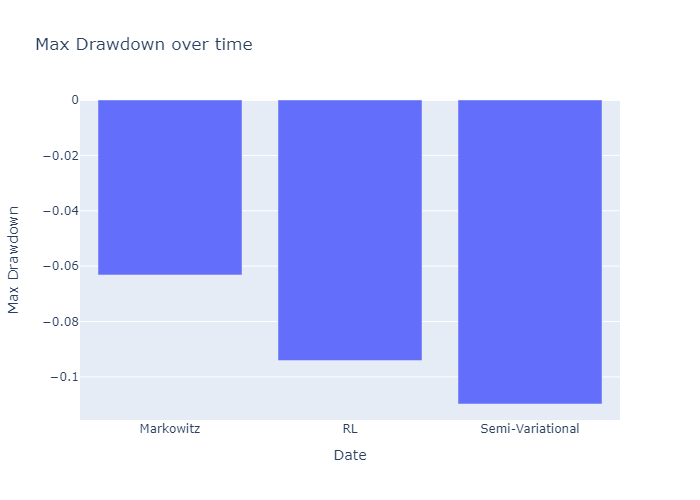 Max Drawdown over time
Max Drawdown
0
−0.02
−0.04
−0.06
−0.08
−0.1
Markowitz
RL
Semi-Variational
Date